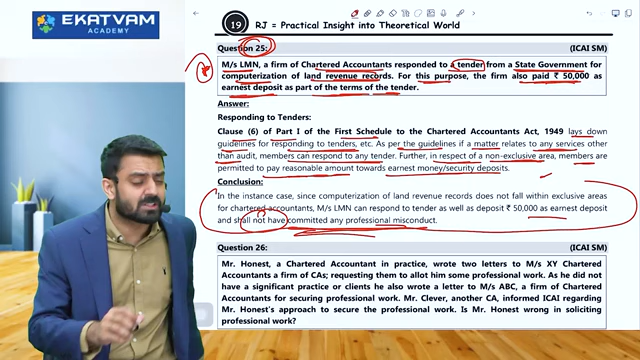 EKATVAM
ACADEMY
19 RJ = Practical Insight into Theoretical World
Question 25 (ICAI SM)
M/s LMN, a firm of Chartered Accountants responded to a tender from a State Government for
computerization of land revenue records. For this purpose, the firm also paid ₹ 50,000 as
earnest deposit as part of the terms of the tender.
Answer:
Responding to Tenders:
Clause (6) of Part I of the First Schedule to the Chartered Accountants Act, 1949 lays down
guidelines for responding to tenders, etc. As per the guidelines if a matter relates to any services
other than audit, members can respond to any tender. Further, in respect of a non-exclusive area, members are
permitted to pay reasonable amount towards earnest money/security deposits.
Conclusion:
In the instance case, since computerization of land revenue records does not fall within exclusive areas
for chartered accountants, M/s LMN can respond to tender as well as deposit ₹ 50,000 as earnest deposit
and shall not have committed any professional misconduct.
Question 26: (ICAI SM)
Mr. Honest, a Chartered Accountant in practice, wrote two letters to M/s XY Chartered
Accountants a firm of CAs; requesting them to allot him some professional work. As he did not
have a significant practice or clients he also wrote a letter to M/s ABC, a firm of Chartered
Accountants for securing professional work. Mr. Clever, another CA, informed ICAI regarding
Mr. Honest's approach to secure the professional work. Is Mr. Honest wrong in soliciting
professional work?